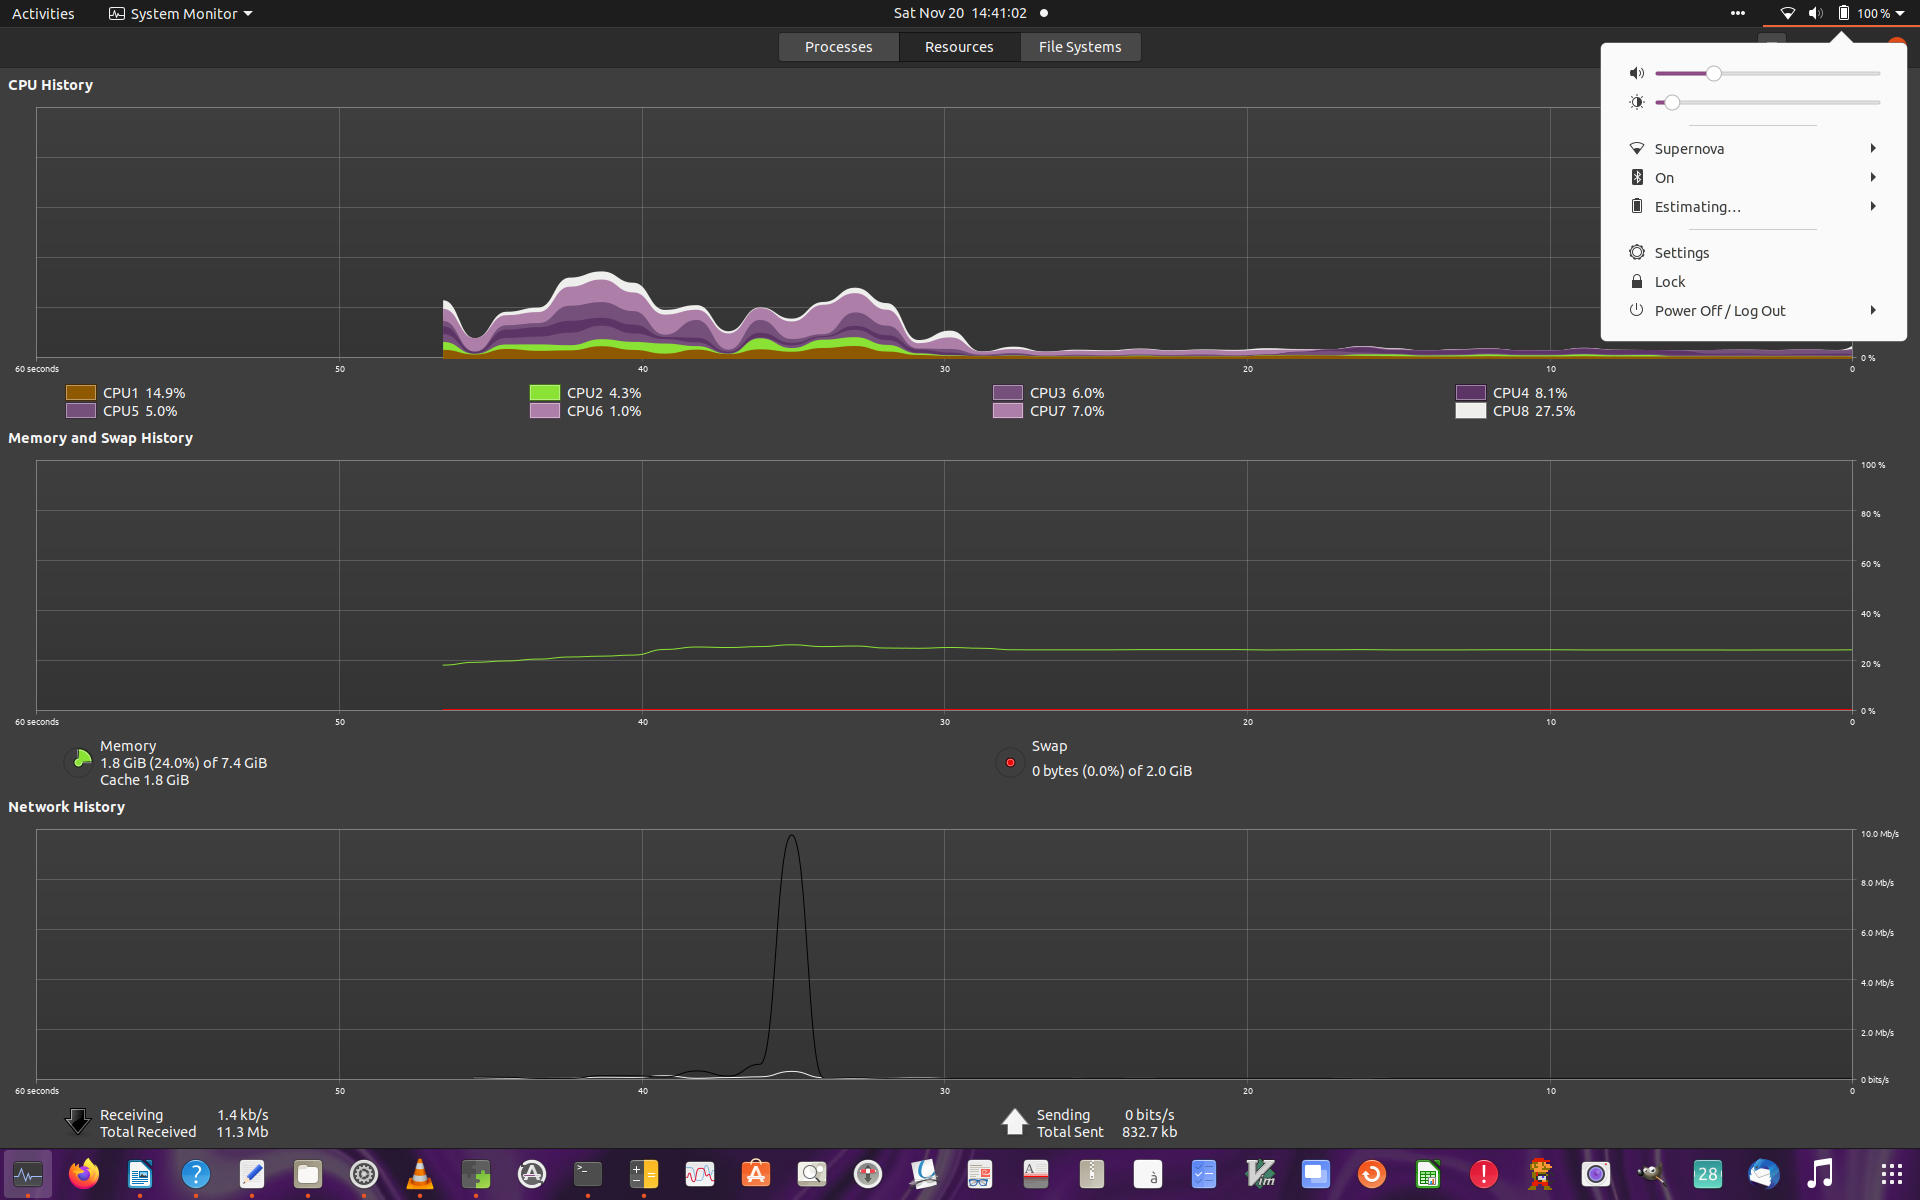 Activities System Monitor Sat Nov 20 14:41:02 100 %
Processes Resources File Systems
CPU History
Supernova
On
Estimating…
Settings
Lock
Power Off / Log Out
0 %
60 seconds 50 40 30 20 10 0
CPU1 14.9% CPU2 4.3% CPU3 6.0% CPU4 8.1%
CPU5 5.0% CPU6 1.0% CPU7 7.0% CPU8 27.5%
Memory and Swap History
100 %
80 %
60 %
40 %
20 %
0 %
60 seconds 50 40 30 20 10 0
Memory
1.8 GiB (24.0%) of 7.4 GiB
Cache 1.8 GiB
Swap
0 bytes (0.0%) of 2.0 GiB
Network History
10.0 Mb/s
8.0 Mb/s
6.0 Mb/s
4.0 Mb/s
2.0 Mb/s
0 bits/s
60 seconds 50 40 30 20 10 0
Receiving 1.4 kb/s
Total Received 11.3 Mb
Sending 0 bits/s
Total Sent 832.7 kb
? >_ A à Vim ! 28